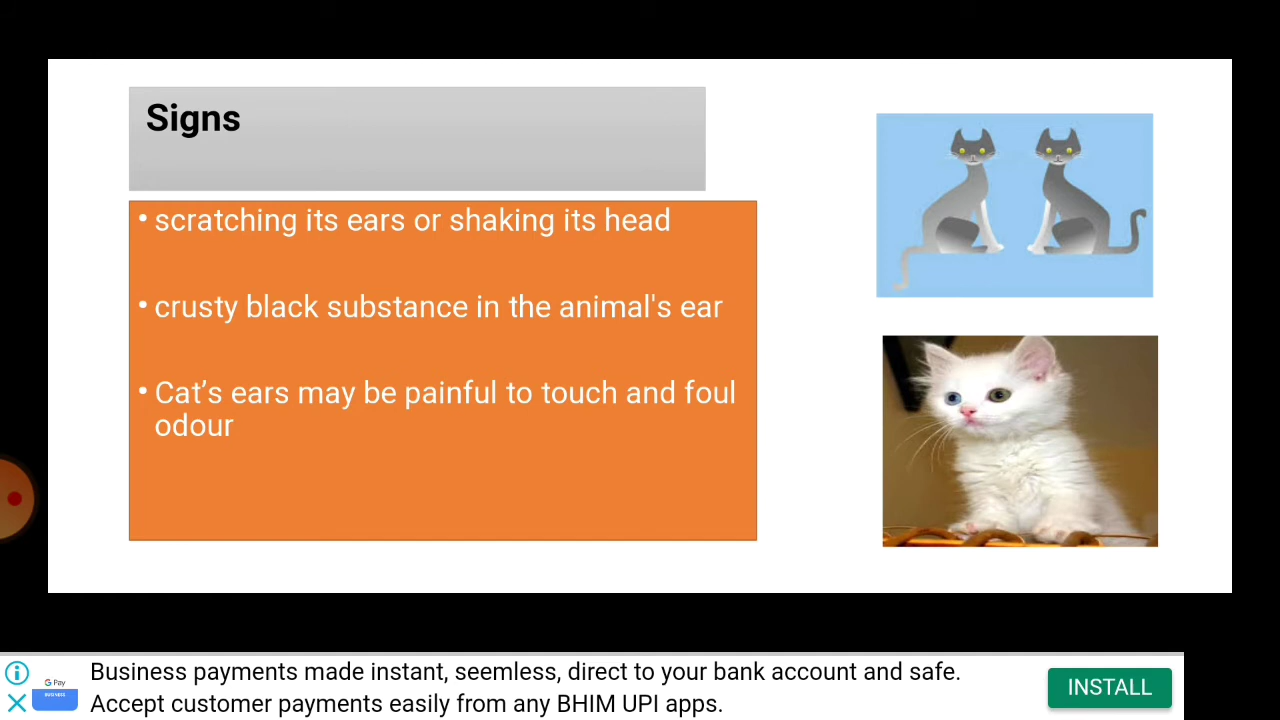 Signs
• scratching its ears or shaking its head
• crusty black substance in the animal's ear
• Cat’s ears may be painful to touch and foul
odour
G Pay
BUSINESS
Business payments made instant, seemless, direct to your bank account and safe.
Accept customer payments easily from any BHIM UPI apps.
INSTALL